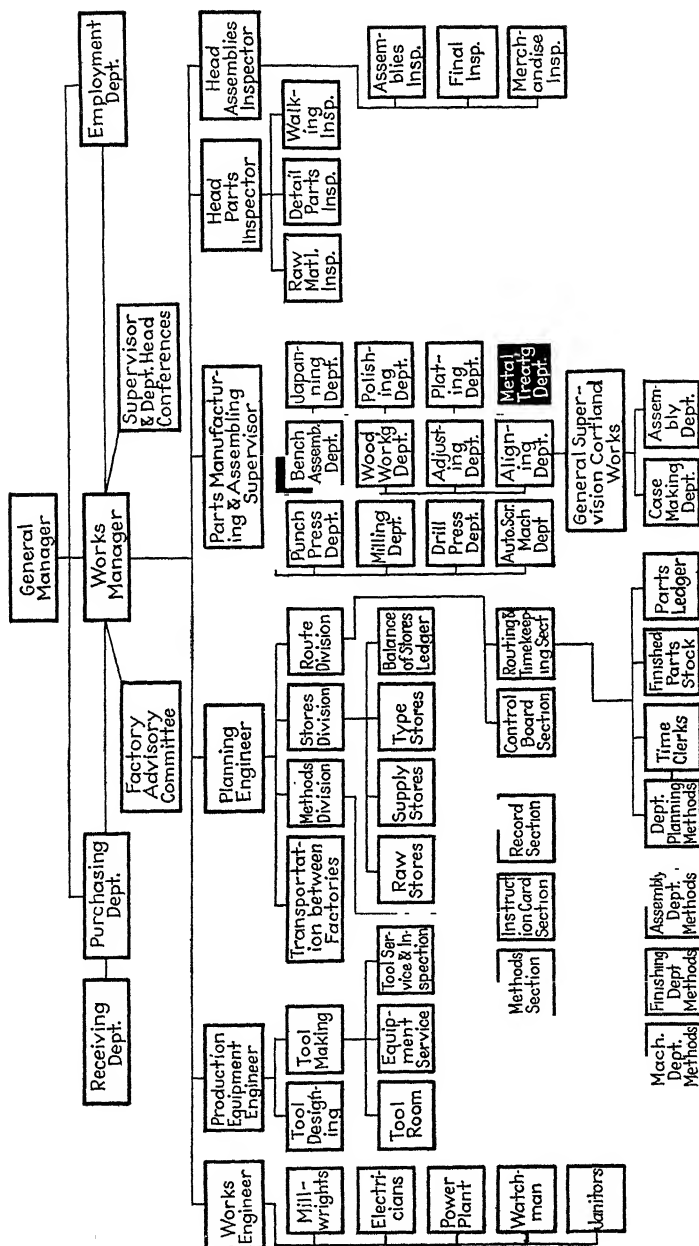 General
Manager
Receiving
Dept.
Purchasing
Dept.
Factory
Advisory
Committee
Works
Manager
Supervisor
& Dept. Head
Conferences
Employment
Dept.
Works
Engineer
Production
Equipment
Engineer
Planning
Engineer
Parts Manufactur-
ing & Assembling
Supervisor
Head
Parts
Inspector
Head
Assemblies
Inspector
Mill-
wrights
Electri-
cians
Power
Plant
Watch-
man
Janitors
Tool
Desigh-
ing
Tool
Making
Tool
Room
Equip-
ment
Service
Tool Ser-
vice & In-
spection
Transportat-
ion between
Factories
Methods
Division
Stores
Division
Route
Division
Raw
Stores
Supply
Stores
Type
Stores
Balance
of Stores
Ledger
Methods
Section
Instruct
ion Card
Section
Record
Section
Control
Board
Section
Routing &
Timekeep-
ing Sect
Mach.
Dept.
Methods
Finishing
Dept
Methods
Assembly
Dept.
Methods
Dept.
Planning
Methods
Time
Clerks
Finished
Parts
Stock
Parts
Ledger
Punch
Press
Dept.
Bench
Assemb.
Dept.
Japan-
ning
Dept.
Milling
Dept.
Wood
Workg
Dept.
Polish-
ing
Dept.
Drill
Press
Dept.
Adjust-
ing
Dept.
Plat-
ing
Dept.
Auto. Scr.
Mach
Dept
Align-
ing
Dept.
Metal
Treat'g
Dept.
General Super-
vision Cortland
Works
Case
Making
Dept.
Assem-
bly
Dept.
Raw
Matl.
Insp.
Detail
Parts
Insp.
Walk-
ing
Insp.
Assem-
blies
Insp.
Final
Insp.
Merch-
andise
Insp.